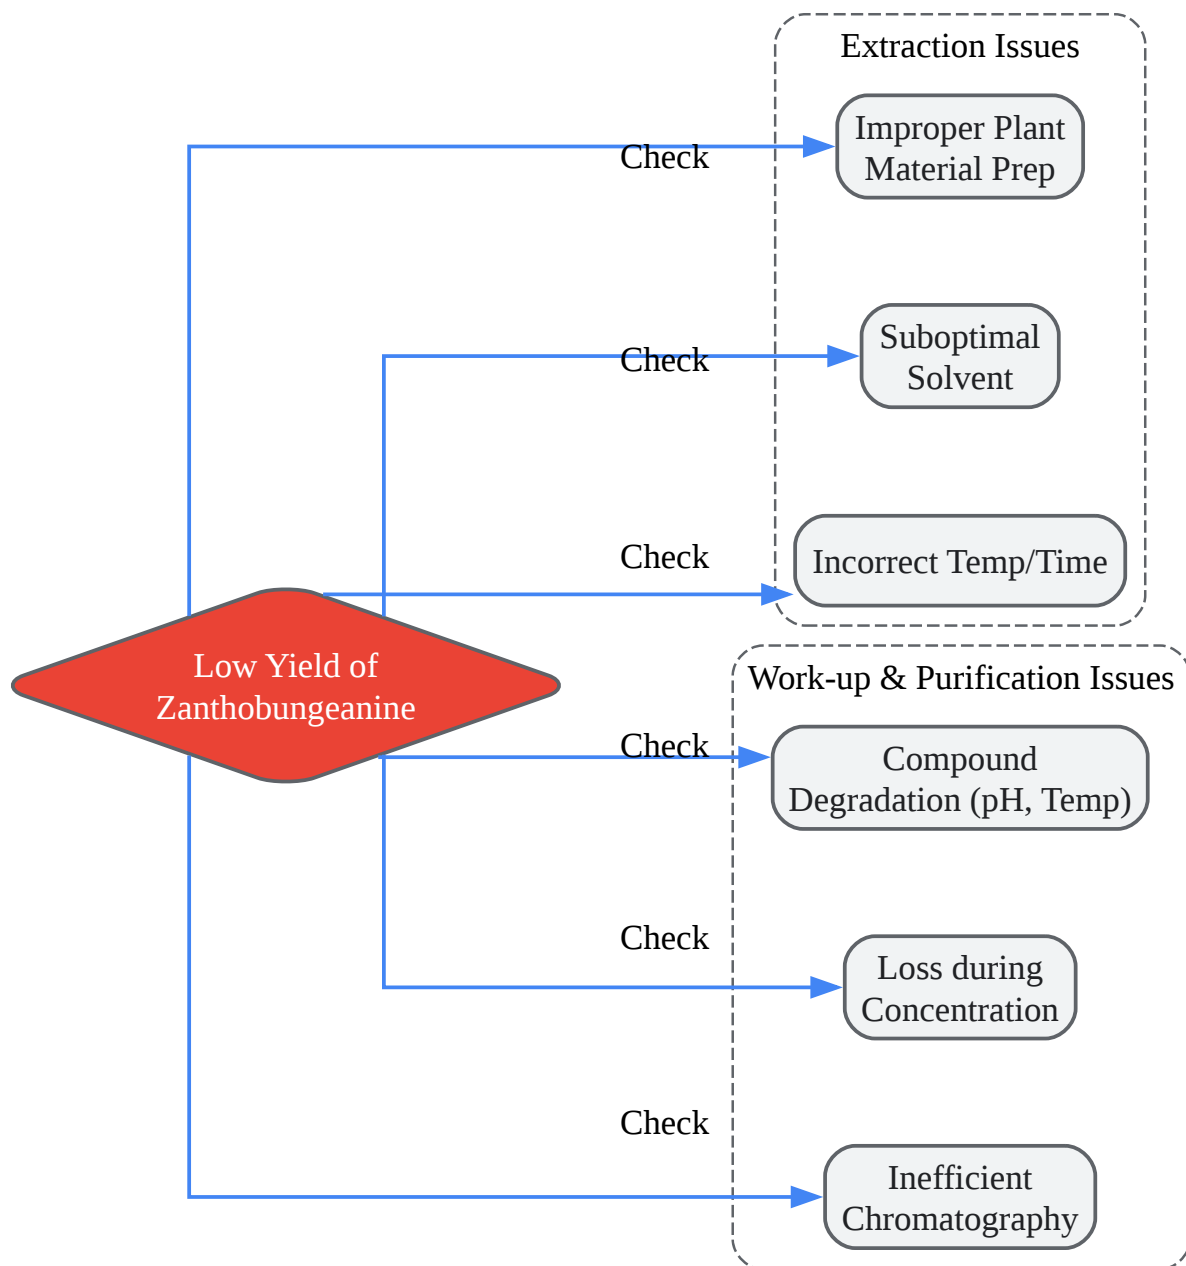 Extraction Issues
Improper Plant
Material Prep
Check
Suboptimal
Solvent
Check
Incorrect Temp/Time
Check
Low Yield of
Zanthobungeanine
Work-up & Purification Issues
Check
Compound
Degradation (pH, Temp)
Check
Loss during
Concentration
Check
Inefficient
Chromatography